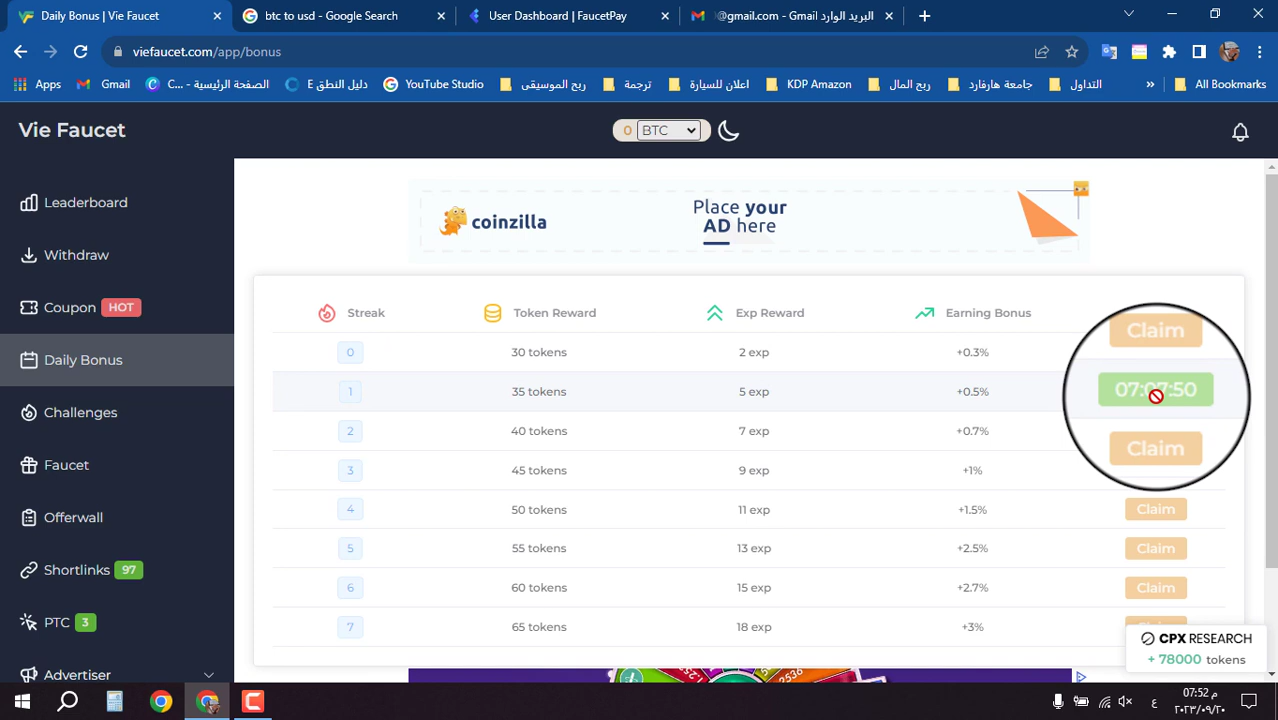 Daily Bonus | Vie Faucet
btc to usd - Google Search
User Dashboard | FaucetPay
@gmail.com - Gmail البريد الوارد
viefaucet.com/app/bonus
Apps
Gmail
الصفحة الرئيسية - ...C
دليل النطق E
YouTube Studio
ربح الموسيقى
ترجمة
اعلان للسيارة
KDP Amazon
ربح المال
جامعة هارفارد
التداول
»
All Bookmarks
Vie Faucet
0 BTC
Leaderboard
Withdraw
Coupon HOT
Daily Bonus
Challenges
Faucet
Offerwall
Shortlinks 97
PTC 3
Advertiser
coinzilla
Place your
AD here
Streak Token Reward Exp Reward Earning Bonus
0 30 tokens 2 exp +0.3% Claim
1 35 tokens 5 exp +0.5% 07:07:50
2 40 tokens 7 exp +0.7% Claim
3 45 tokens 9 exp +1%
4 50 tokens 11 exp +1.5% Claim
5 55 tokens 13 exp +2.5% Claim
6 60 tokens 15 exp +2.7% Claim
7 65 tokens 18 exp +3%
CPX RESEARCH
+ 78000 tokens
2536
ع
07:52 م
٢٠٢٣/٠٩/٢٠